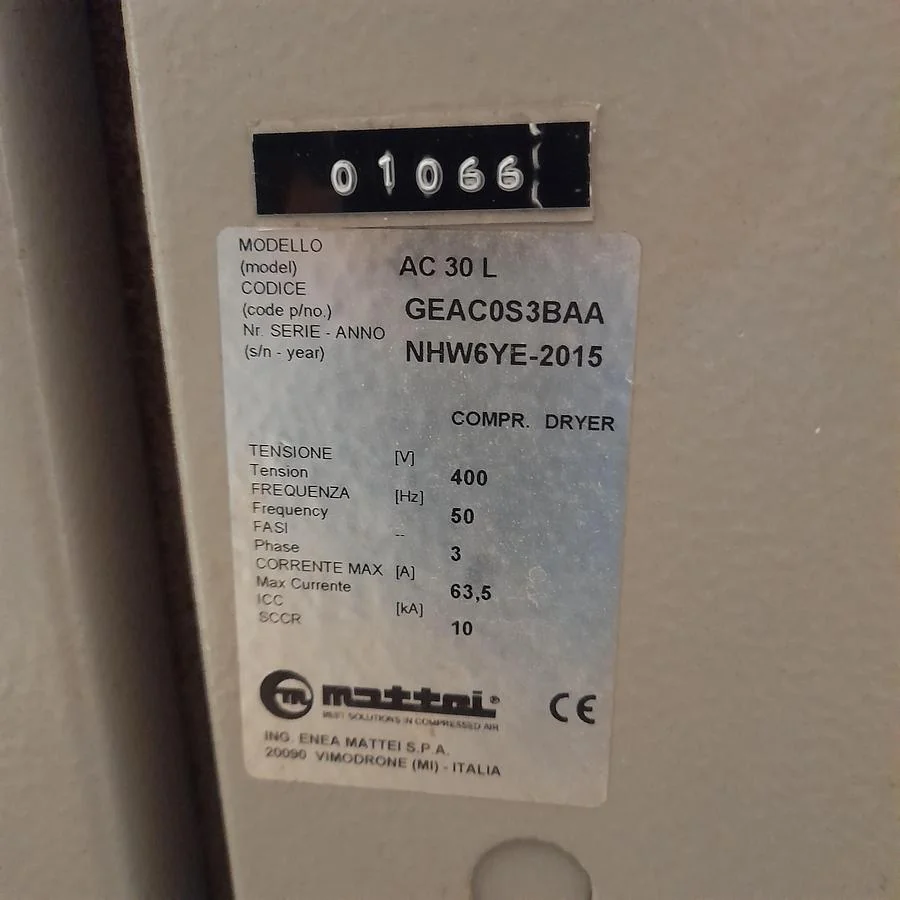 01066
MODELLO
(model) AC 30 L
CODICE
(code p/no.) GEAC0S3BAA
Nr. SERIE - ANNO
(s/n - year) NHW6YE-2015
COMPR. DRYER
TENSIONE [V]
Tension 400
FREQUENZA [Hz]
Frequency 50
FASI --
Phase 3
CORRENTE MAX [A]
Max Currente 63,5
ICC [kA]
SCCR 10
m mattei®
BEST SOLUTIONS IN COMPRESSED AIR
CE
ING. ENEA MATTEI S.P.A.
20090 VIMODRONE (MI) - ITALIA